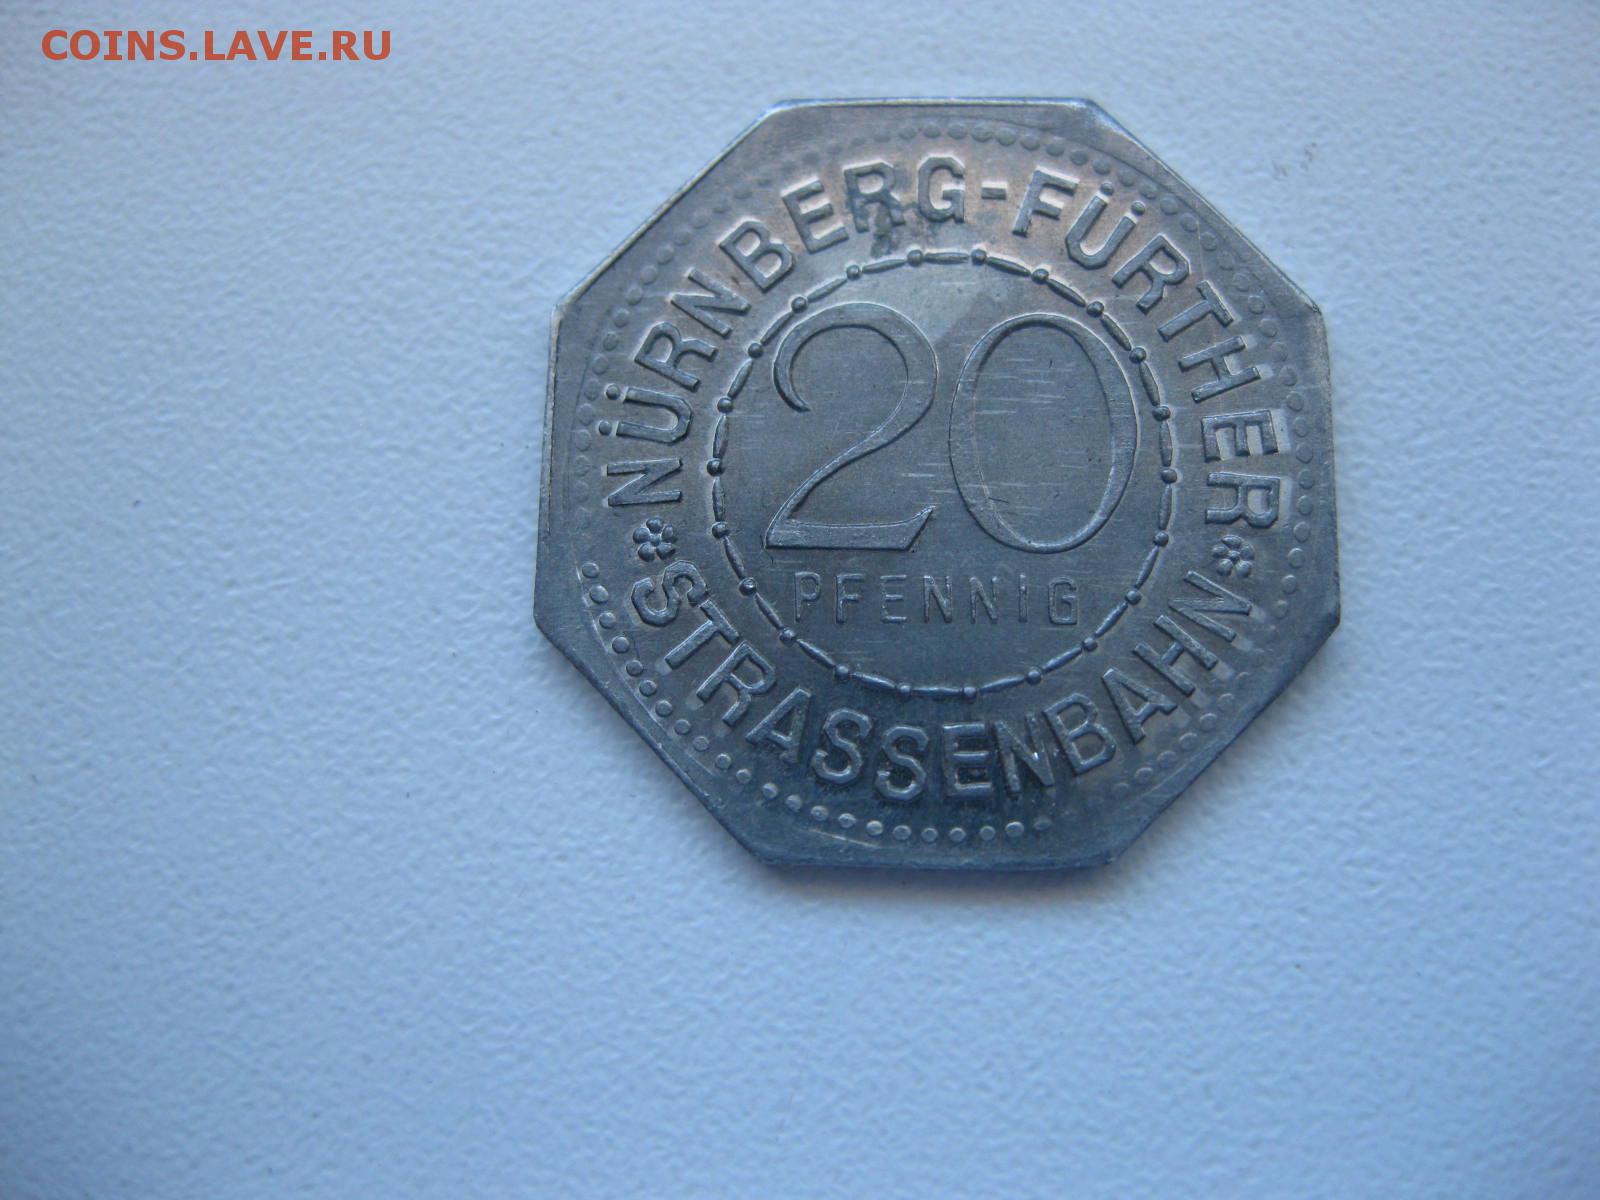 COINS.LAVE.RU
NÜRNBERG-FÜRTHER
20
PFENNIG
STRASSENBAHN